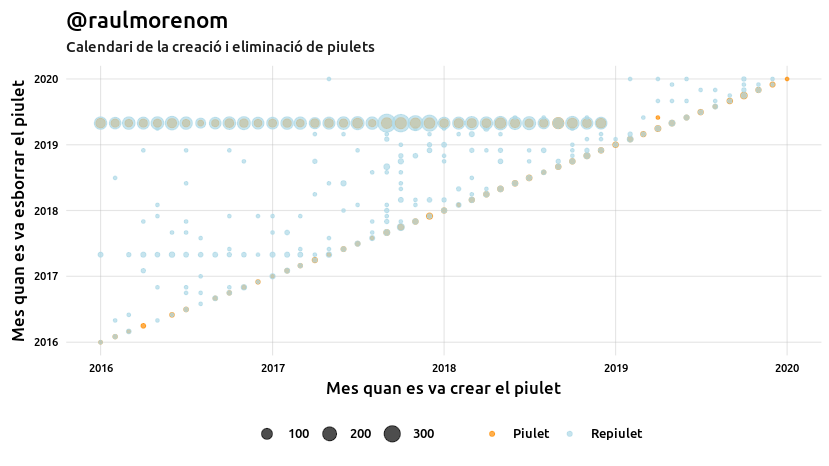 @raulmorenom
Calendari de la creació i eliminació de piulets
Mes quan es va esborrar el piulet
2020
2019
2018
2017
2016
2016 2017 2018 2019 2020
Mes quan es va crear el piulet
100 200 300 Piulet Repiulet